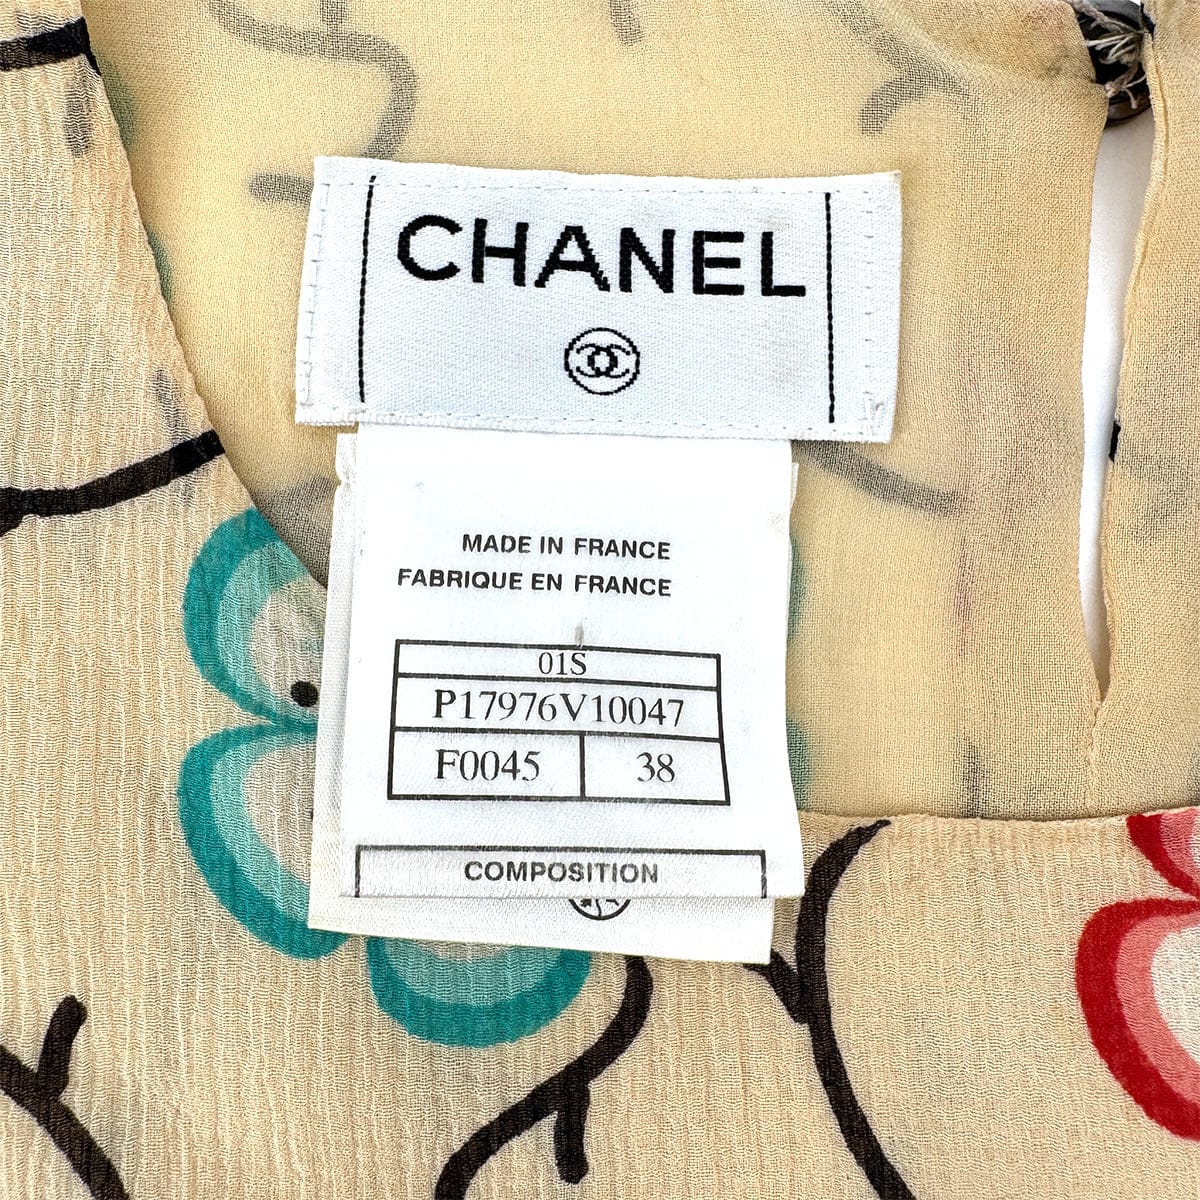 CHANEL
MADE IN FRANCE
FABRIQUE EN FRANCE
01S
P17976V10047
F0045 38
COMPOSITION